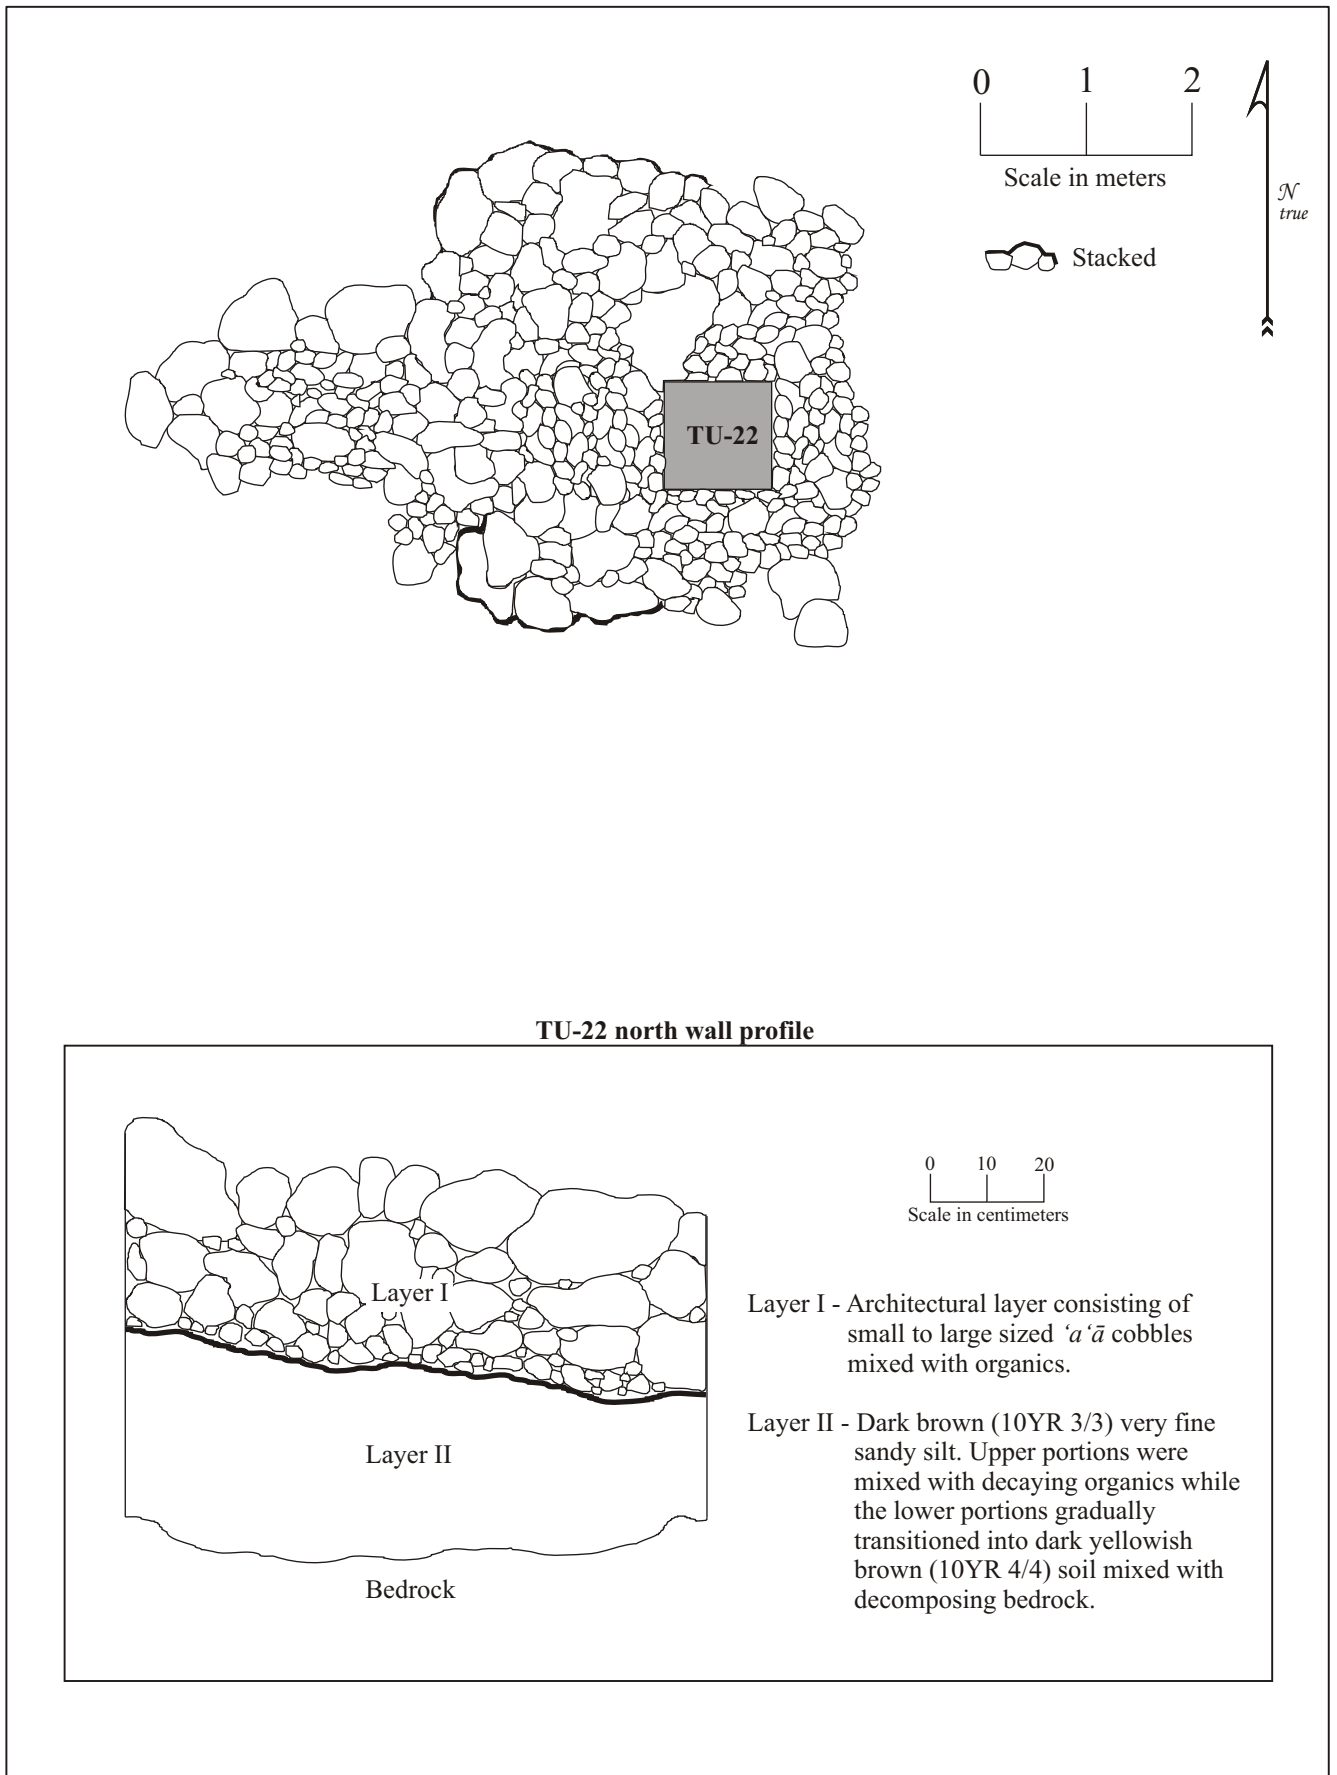 0 1 2
Scale in meters
N
true
Stacked
TU-22
TU-22 north wall profile
0 10 20
Scale in centimeters
Layer I
Layer I - Architectural layer consisting of
small to large sized ‘a‘ā cobbles
mixed with organics.
Layer II - Dark brown (10YR 3/3) very fine
sandy silt. Upper portions were
mixed with decaying organics while
the lower portions gradually
transitioned into dark yellowish
brown (10YR 4/4) soil mixed with
decomposing bedrock.
Layer II
Bedrock